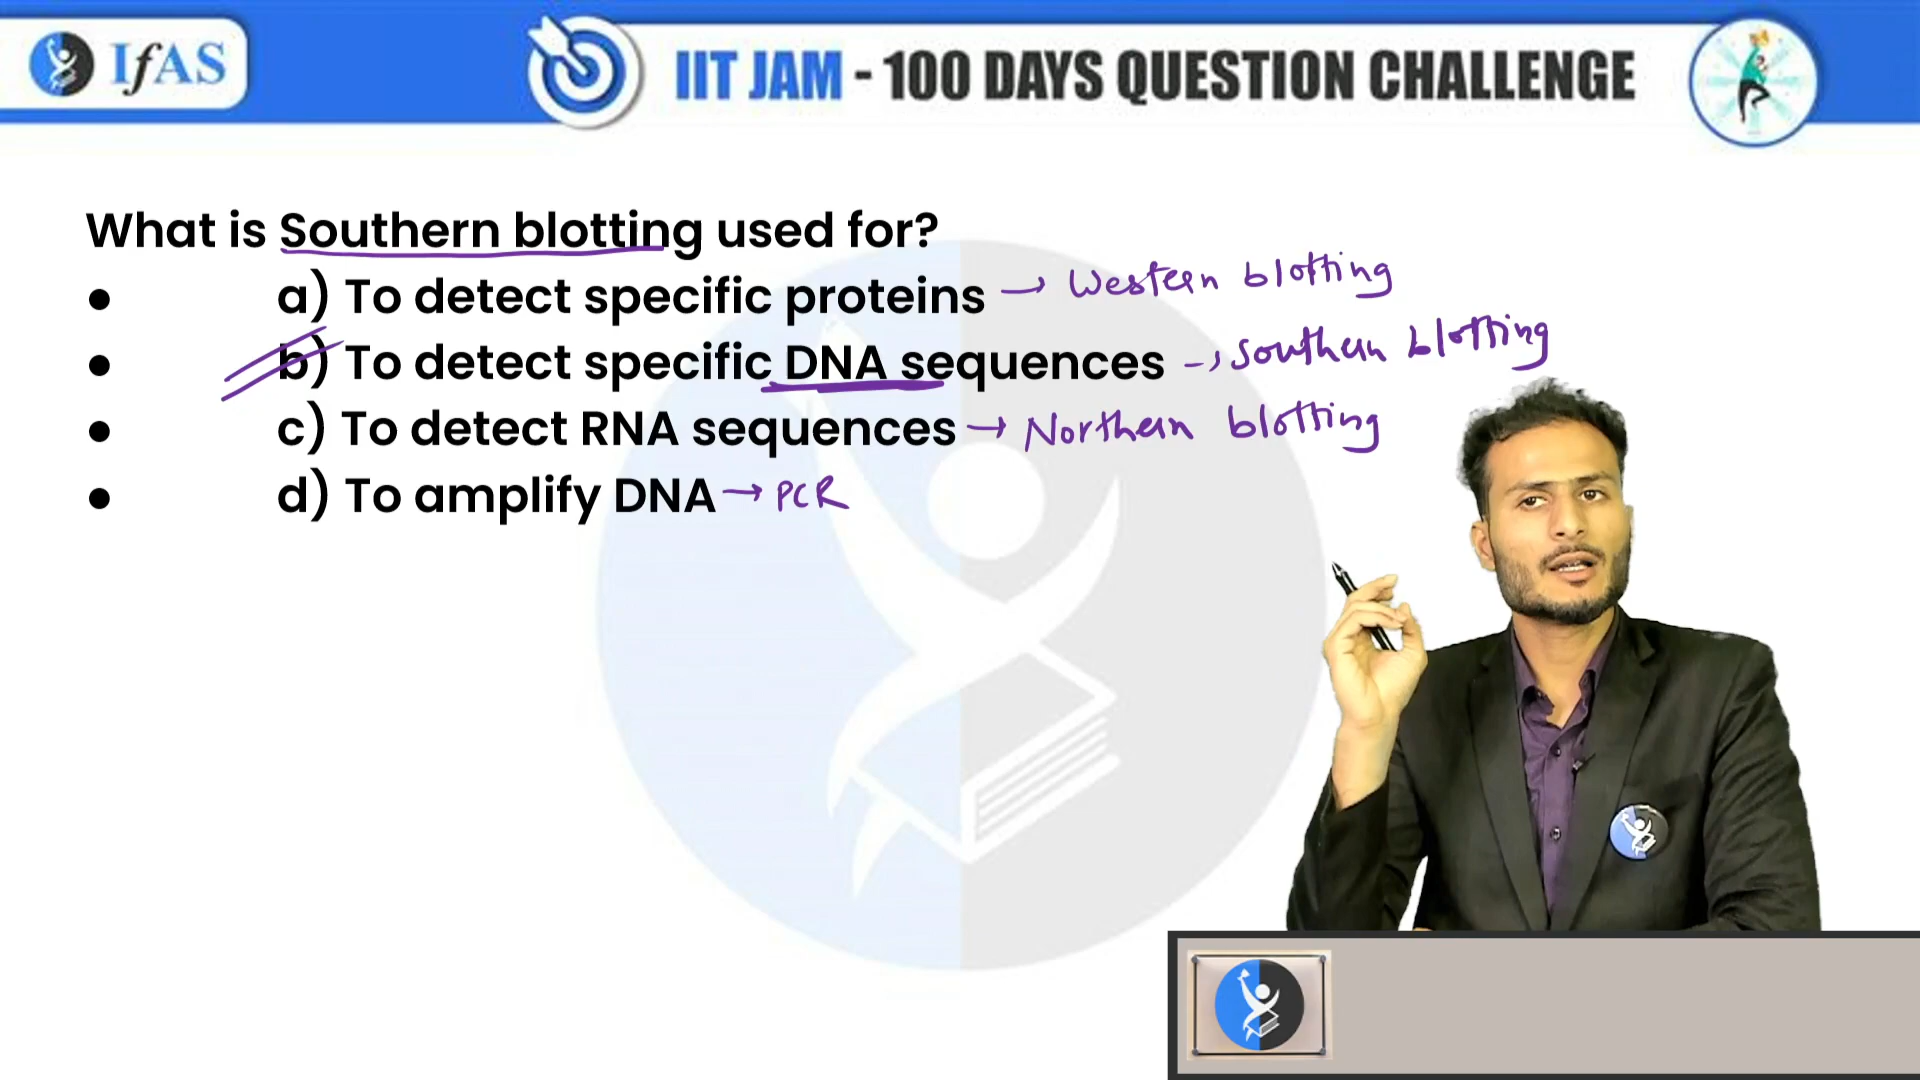 IfAS
IIT JAM - 100 DAYS QUESTION CHALLENGE
What is Southern blotting used for?
● a) To detect specific proteins → Western blotting
● b) To detect specific DNA sequences → Southern blotting
● c) To detect RNA sequences → Northern blotting
● d) To amplify DNA → PCR